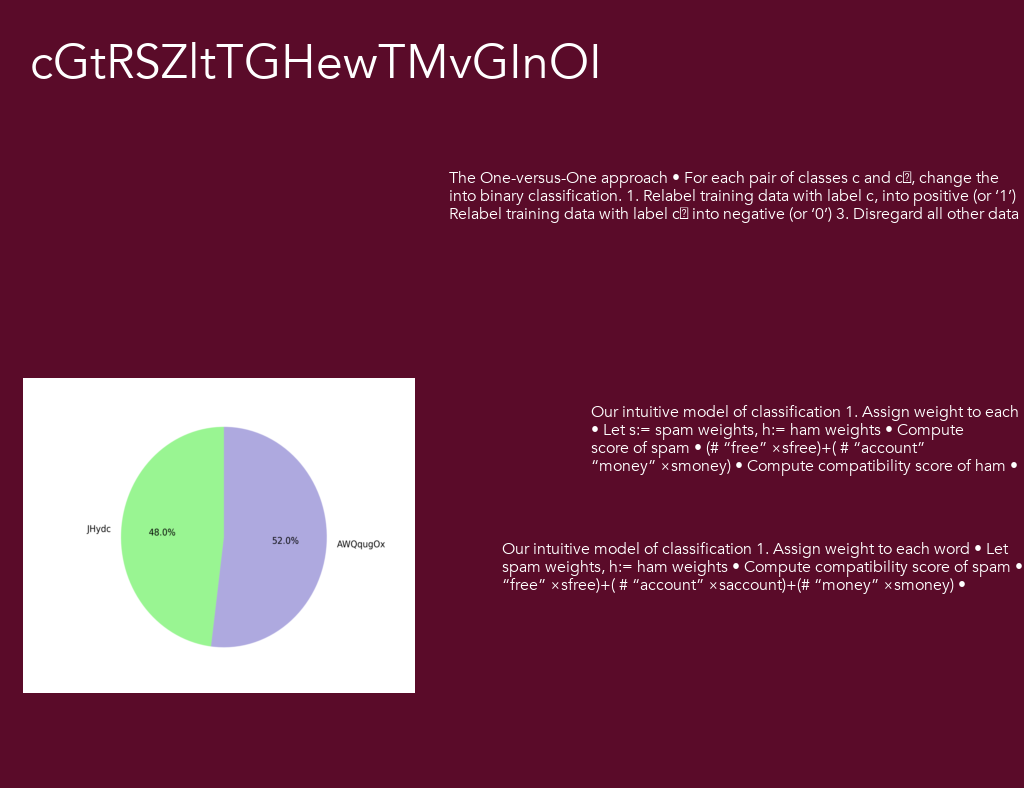 cGtRSZltTGHewTMvGInOI
The One-versus-One approach • For each pair of classes c and c, change the
into binary classification. 1. Relabel training data with label c, into positive (or ‘1’)
Relabel training data with label c into negative (or ‘0’) 3. Disregard all other data
Our intuitive model of classification 1. Assign weight to each
• Let s:= spam weights, h:= ham weights • Compute
score of spam • (# “free” ×sfree)+( # “account”
“money” ×smoney) • Compute compatibility score of ham •
Our intuitive model of classification 1. Assign weight to each word • Let
spam weights, h:= ham weights • Compute compatibility score of spam •
“free” ×sfree)+( # “account” ×saccount)+(# “money” ×smoney) •
JHydc
48.0%
52.0%
AWQqugOx